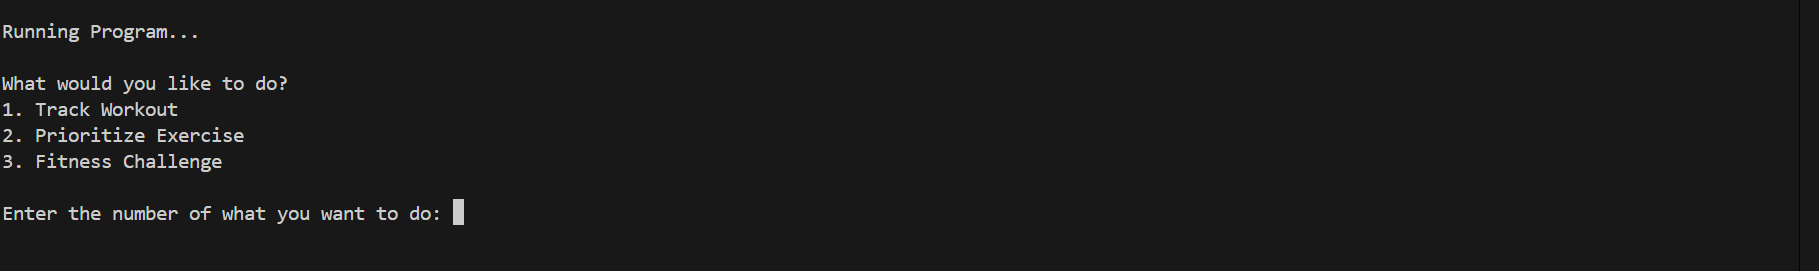 Running Program...
What would you like to do?
1. Track Workout
2. Prioritize Exercise
3. Fitness Challenge
Enter the number of what you want to do: